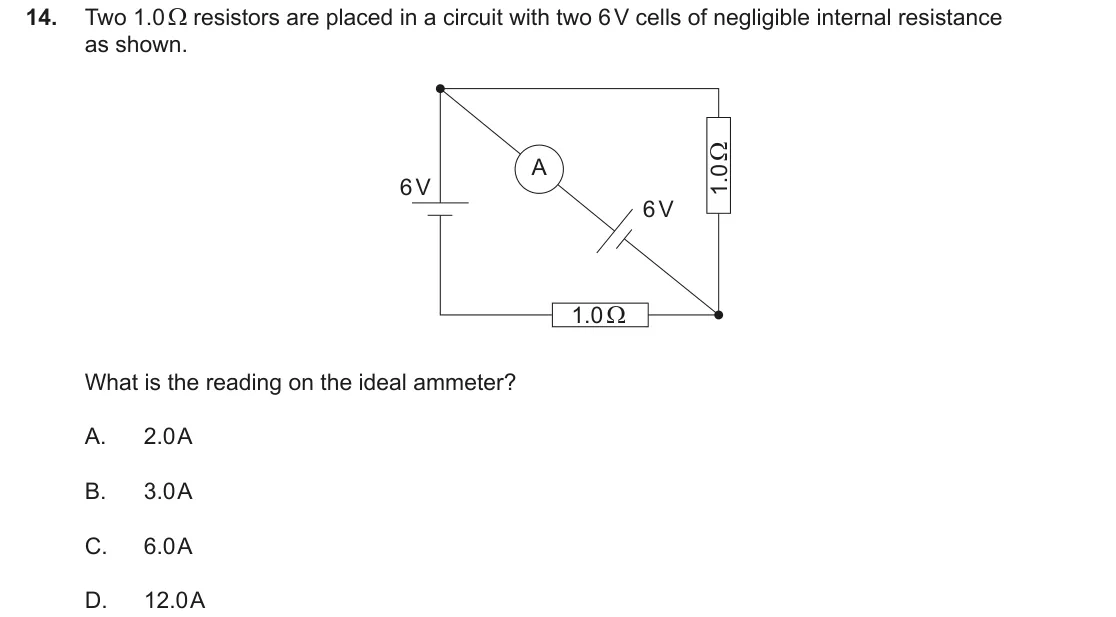 14. Two 1.0Ω resistors are placed in a circuit with two 6V cells of negligible internal resistance
as shown.
A
6V
1.0Ω
6V
1.0Ω
What is the reading on the ideal ammeter?
A. 2.0A
B. 3.0A
C. 6.0A
D. 12.0A